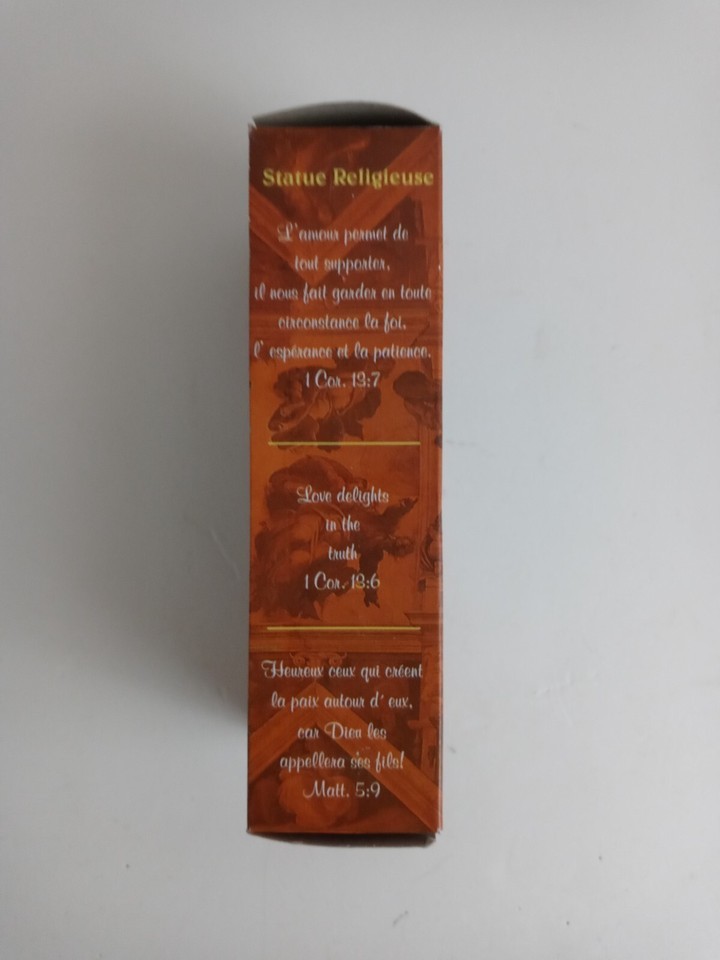 Statue Religieuse
L'amour permet de
tout supporter,
il nous fait garder en toute
circonstance la foi,
l' espérance et la patience.
1 Cor. 13:7
Love delights
in the
truth
1 Cor. 13:6
Heureux ceux qui créent
la paix autour d' eux,
car Dieu les
appellera ses fils!
Matt. 5:9